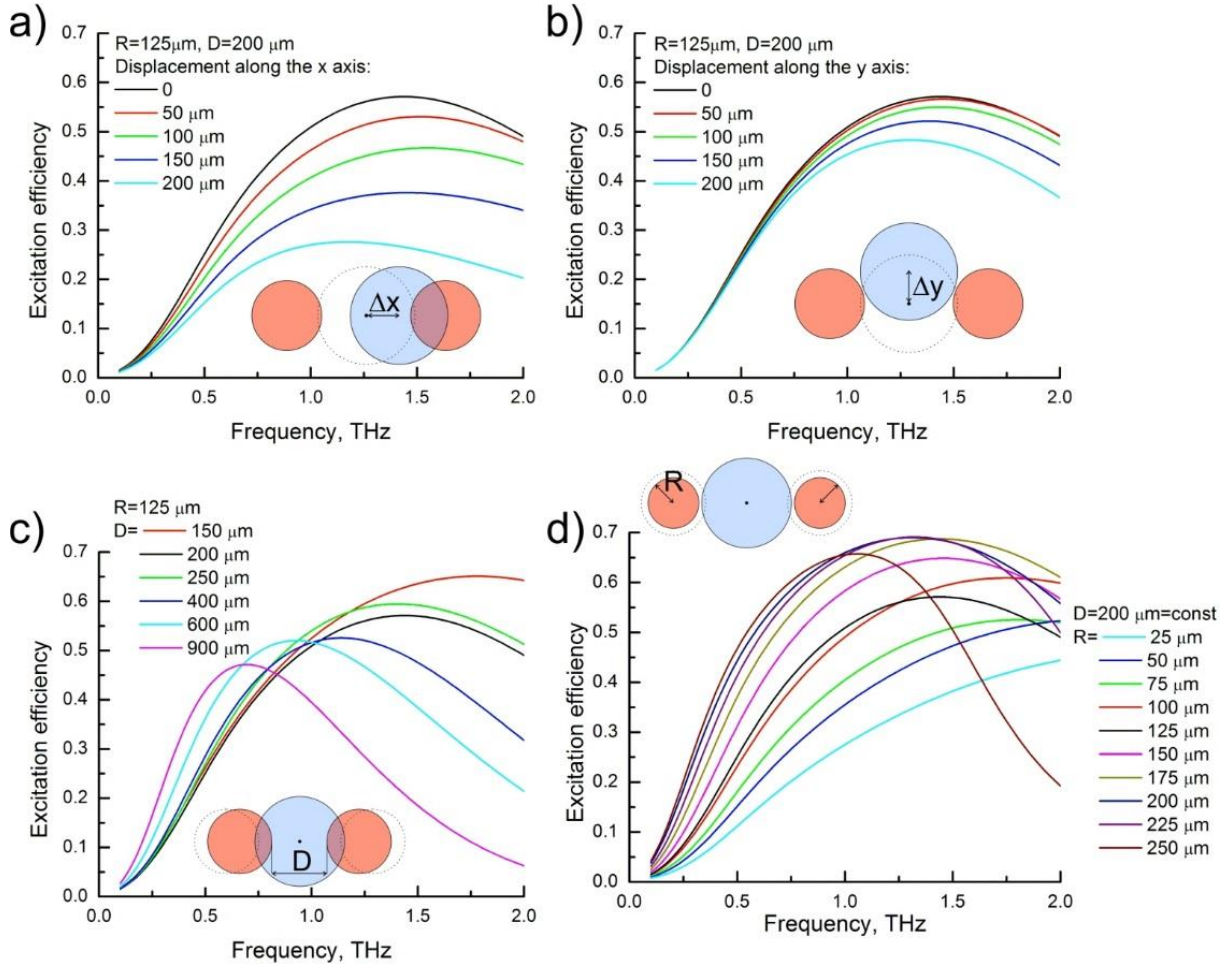 a)
R=125μm, D=200 μm
Displacement along the x axis:
0
50 μm
100 μm
150 μm
200 μm
Excitation efficiency
0.7
0.6
0.5
0.4
0.3
0.2
0.1
0.0
Δx
0.0 0.5 1.0 1.5 2.0
Frequency, THz
b)
R=125μm, D=200 μm
Displacement along the y axis:
0
50 μm
100 μm
150 μm
200 μm
Excitation efficiency
0.7
0.6
0.5
0.4
0.3
0.2
0.1
0.0
Δy
0.0 0.5 1.0 1.5 2.0
Frequency, THz
c)
R=125 μm
D= 150 μm
200 μm
250 μm
400 μm
600 μm
900 μm
Excitation efficiency
0.7
0.6
0.5
0.4
0.3
0.2
0.1
0.0
D
0.0 0.5 1.0 1.5 2.0
Frequency, THz
R
d)
Excitation efficiency
0.7
0.6
0.5
0.4
0.3
0.2
0.1
0.0
0.0 0.5 1.0 1.5 2.0
Frequency, THz
D=200 μm=const
R= 25 μm
50 μm
75 μm
100 μm
125 μm
150 μm
175 μm
200 μm
225 μm
250 μm